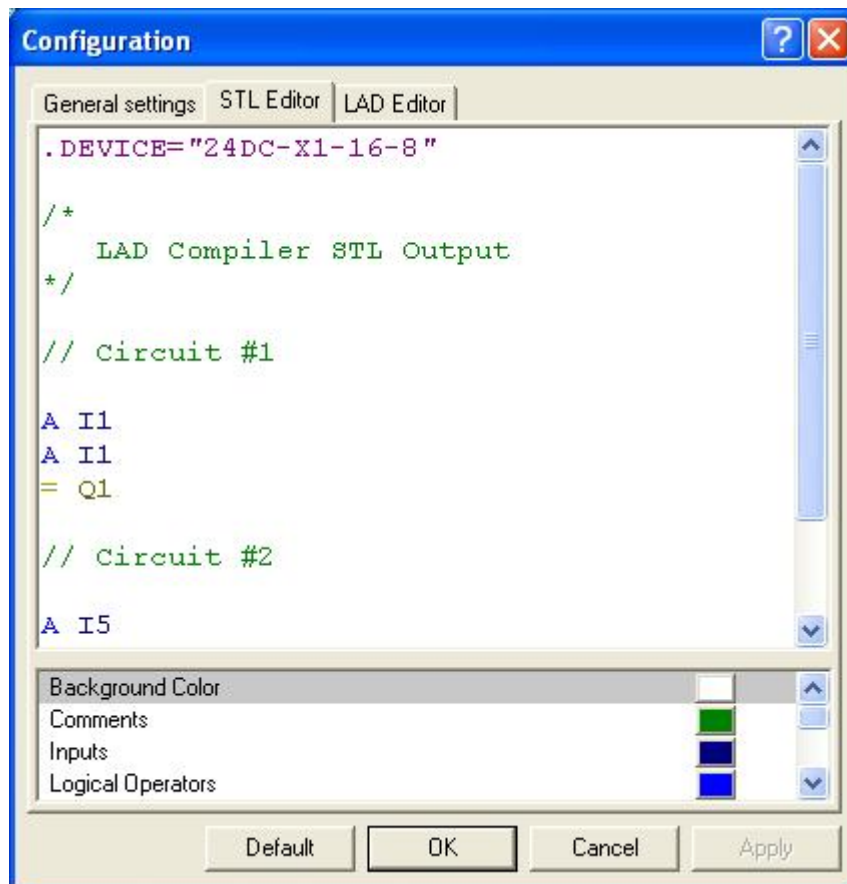 Configuration
General settings STL Editor LAD Editor
.DEVICE="24DC-X1-16-8"
/*
LAD Compiler STL Output
*/
// Circuit #1
A I1
A I1
= Q1
// Circuit #2
A I5
Background Color
Comments
Inputs
Logical Operators
Default OK Cancel Apply